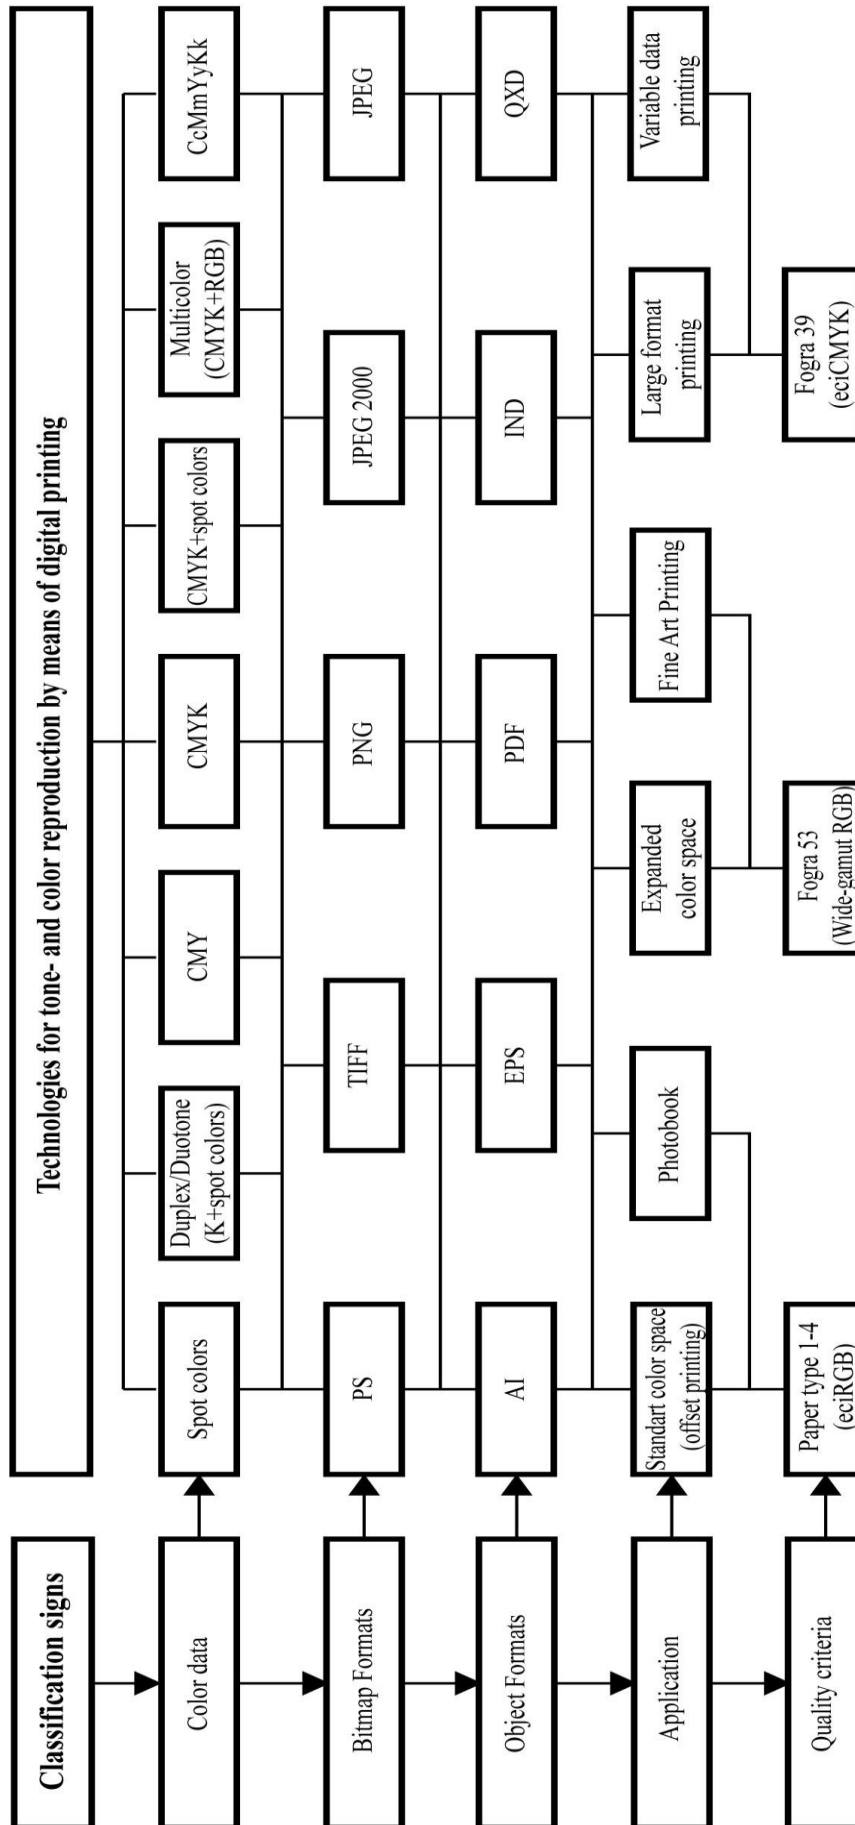 Classification signs
Technologies for tone- and color reproduction by means of digital printing
Color data
Spot colors
Duplex/Duotone
(K+spot colors)
CMY
CMYK
CMYK+spot colors
Multicolor
(CMYK+RGB)
CcMmYyKk
Bitmap Formats
PS
TIFF
PNG
JPEG 2000
JPEG
Object Formats
AI
EPS
PDF
IND
QXD
Application
Standart color space
(offset printing)
Photobook
Expanded
color space
Fine Art Printing
Large format
printing
Variable data
printing
Quality criteria
Paper type 1-4
(eciRGB)
Fogra 53
(Wide-gamut RGB)
Fogra 39
(eciCMYK)